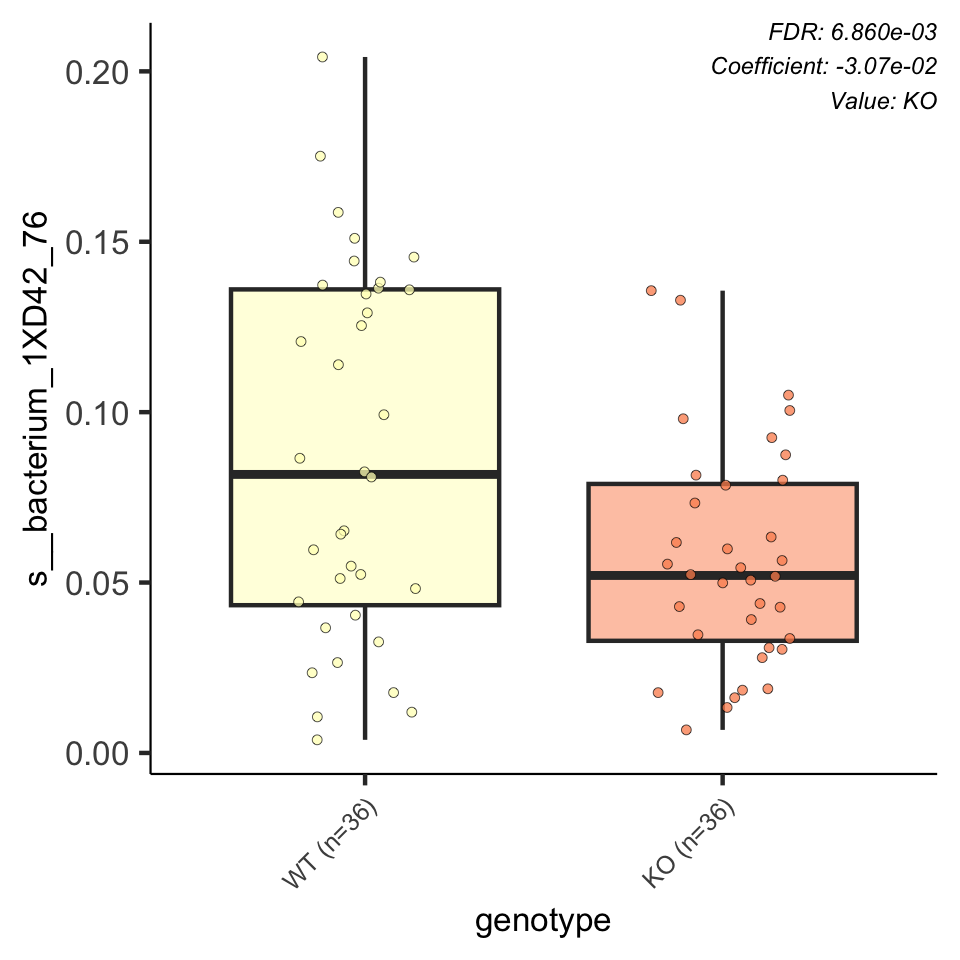 FDR: 6.860e-03
Coefficient: -3.07e-02
Value: KO
s__bacterium_1XD42_76
0.20
0.15
0.10
0.05
0.00
WT (n=36)
KO (n=36)
genotype